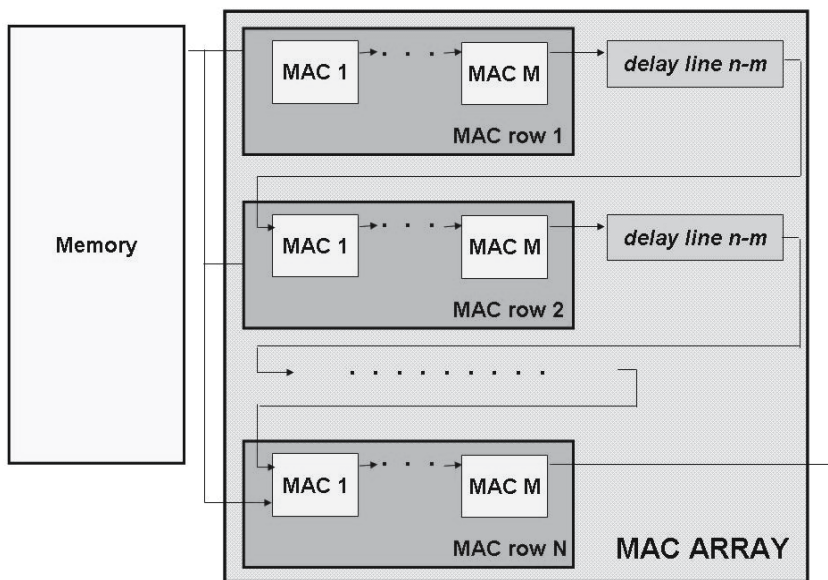 MAC 1
MAC M
delay line n-m
MAC row 1
Memory
MAC 1
MAC M
delay line n-m
MAC row 2
MAC 1
MAC M
MAC row N
MAC ARRAY